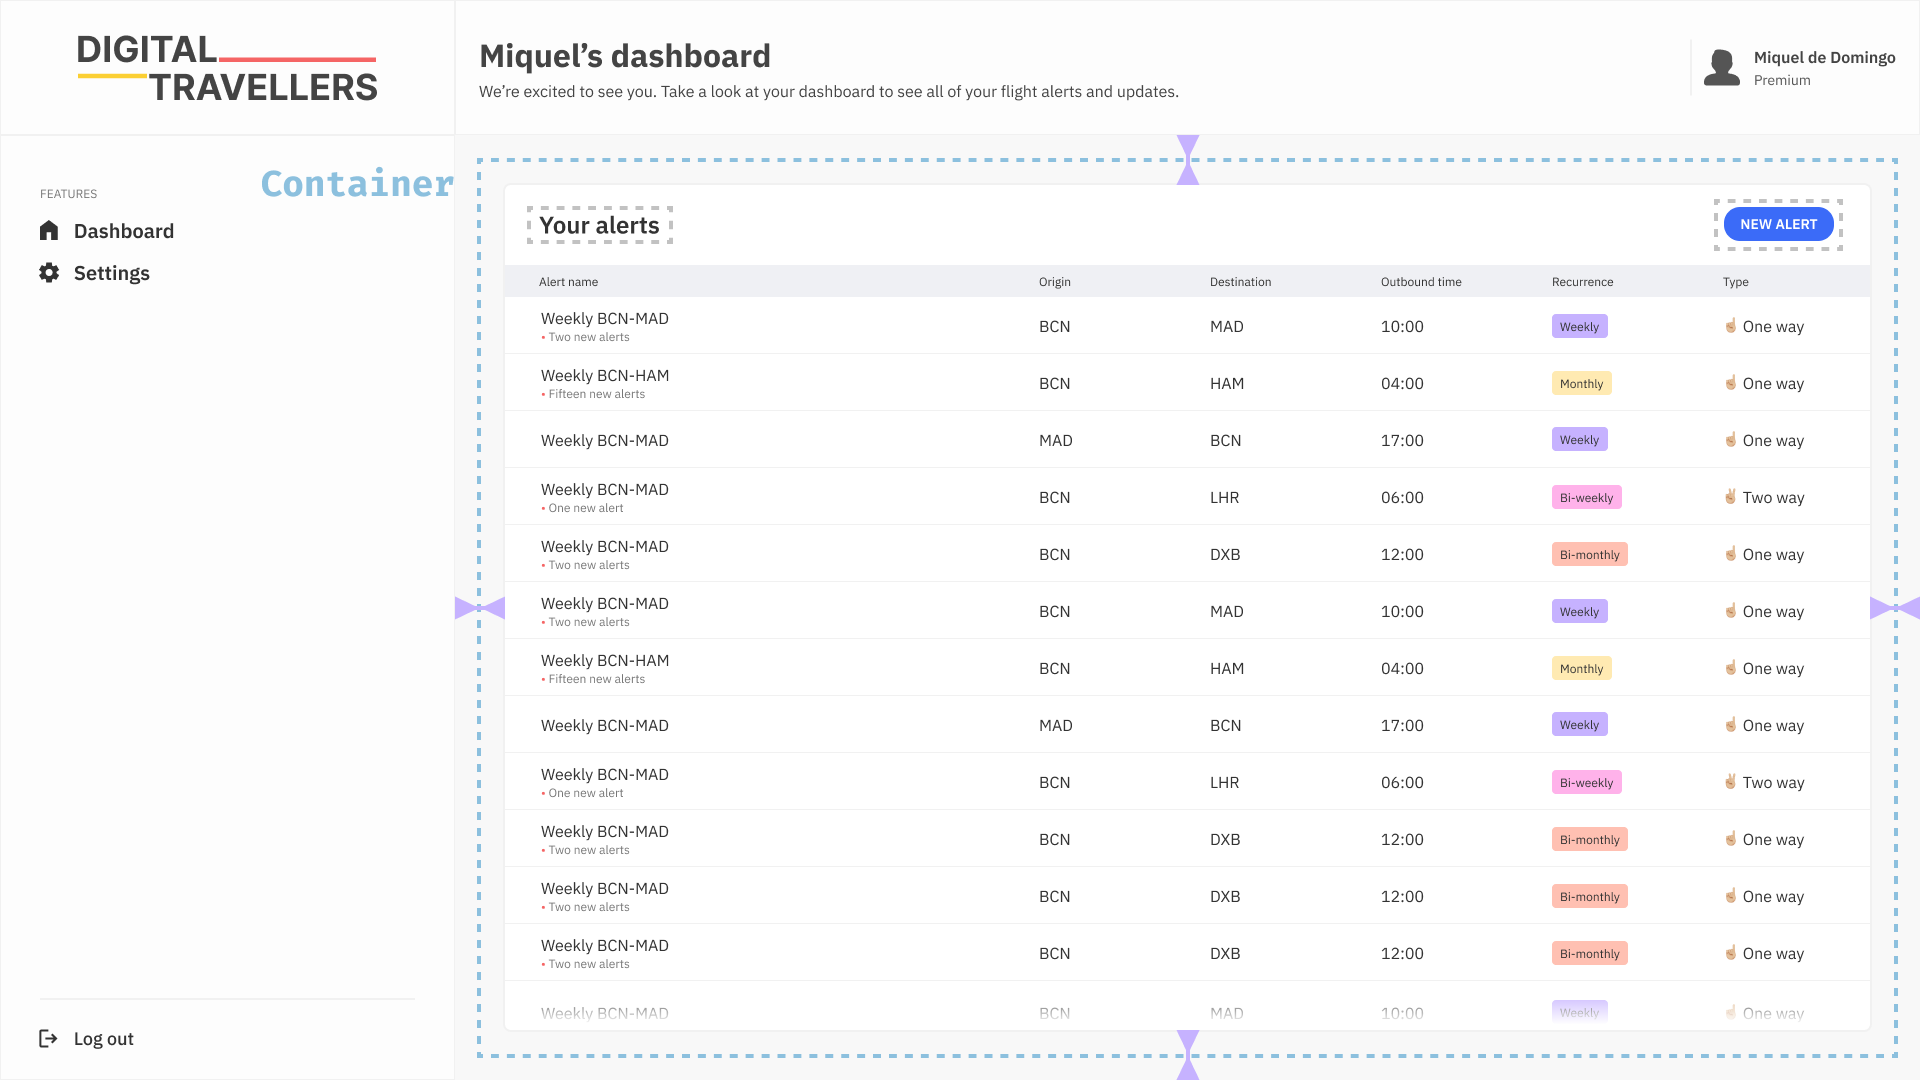 DIGITAL
TRAVELLERS
Miquel’s dashboard
We’re excited to see you. Take a look at your dashboard to see all of your flight alerts and updates.
Miquel de Domingo
Premium
Container
FEATURES
Dashboard
Settings
Log out
Your alerts
NEW ALERT
Alert name Origin Destination Outbound time Recurrence Type
Weekly BCN-MAD BCN MAD 10:00 Weekly One way
• Two new alerts
Weekly BCN-HAM BCN HAM 04:00 Monthly One way
• Fifteen new alerts
Weekly BCN-MAD MAD BCN 17:00 Weekly One way
Weekly BCN-MAD BCN LHR 06:00 Bi-weekly Two way
• One new alert
Weekly BCN-MAD BCN DXB 12:00 Bi-monthly One way
• Two new alerts
Weekly BCN-MAD BCN MAD 10:00 Weekly One way
• Two new alerts
Weekly BCN-HAM BCN HAM 04:00 Monthly One way
• Fifteen new alerts
Weekly BCN-MAD MAD BCN 17:00 Weekly One way
Weekly BCN-MAD BCN LHR 06:00 Bi-weekly Two way
• One new alert
Weekly BCN-MAD BCN DXB 12:00 Bi-monthly One way
• Two new alerts
Weekly BCN-MAD BCN DXB 12:00 Bi-monthly One way
• Two new alerts
Weekly BCN-MAD BCN DXB 12:00 Bi-monthly One way
• Two new alerts
Weekly BCN-MAD BCN MAD 10:00 Weekly One way